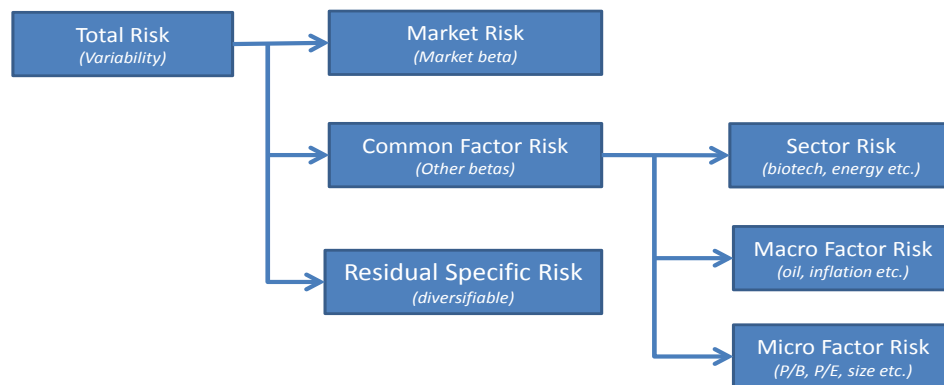 Total Risk
(Variability)
Market Risk
(Market beta)
Common Factor Risk
(Other betas)
Residual Specific Risk
(diversifiable)
Sector Risk
(biotech, energy etc.)
Macro Factor Risk
(oil, inflation etc.)
Micro Factor Risk
(P/B, P/E, size etc.)